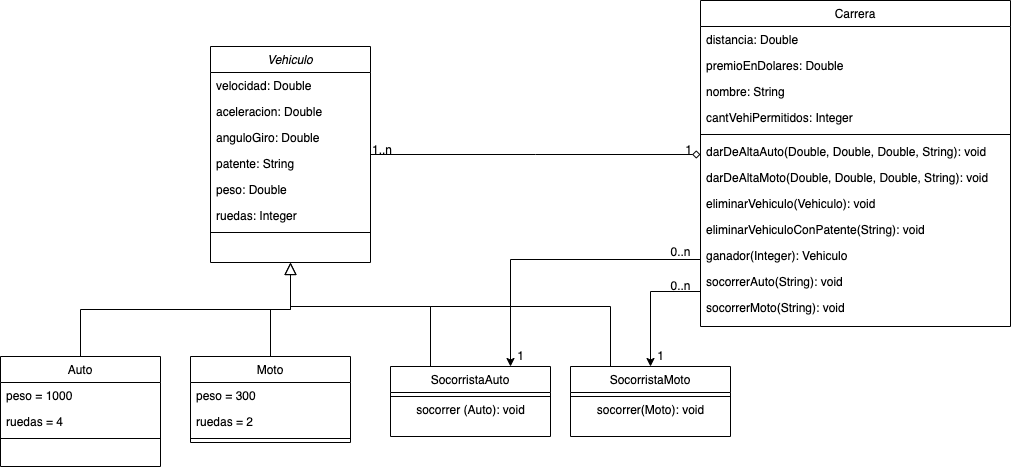 Carrera
distancia: Double
premioEnDolares: Double
nombre: String
cantVehiPermitidos: Integer
darDeAltaAuto(Double, Double, Double, String): void
darDeAltaMoto(Double, Double, Double, String): void
eliminarVehiculo(Vehiculo): void
eliminarVehiculoConPatente(String): void
ganador(Integer): Vehiculo
socorrerAuto(String): void
socorrerMoto(String): void
Vehiculo
velocidad: Double
aceleracion: Double
anguloGiro: Double
patente: String
peso: Double
ruedas: Integer
1..n
1
0..n
0..n
1
1
Auto
peso = 1000
ruedas = 4
Moto
peso = 300
ruedas = 2
SocorristaAuto
socorrer (Auto): void
SocorristaMoto
socorrer(Moto): void